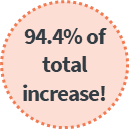 94.4% of
total
increase!